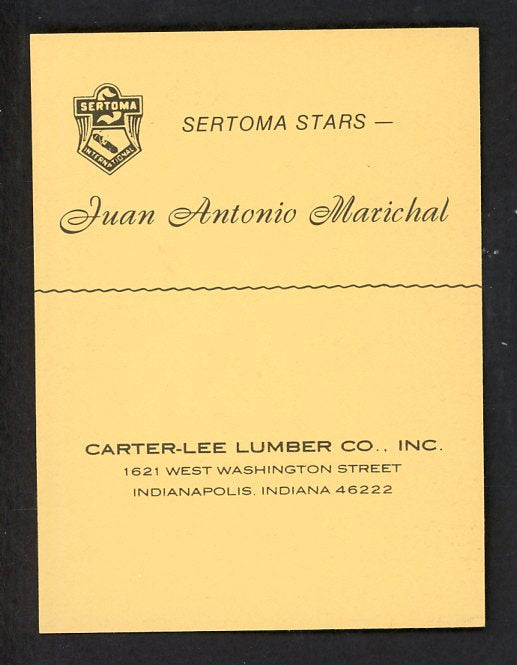 SERTOMA
INTERNATIONAL
SERTOMA STARS —
Juan Antonio Marichal
CARTER-LEE LUMBER CO., INC.
1621 WEST WASHINGTON STREET
INDIANAPOLIS, INDIANA 46222